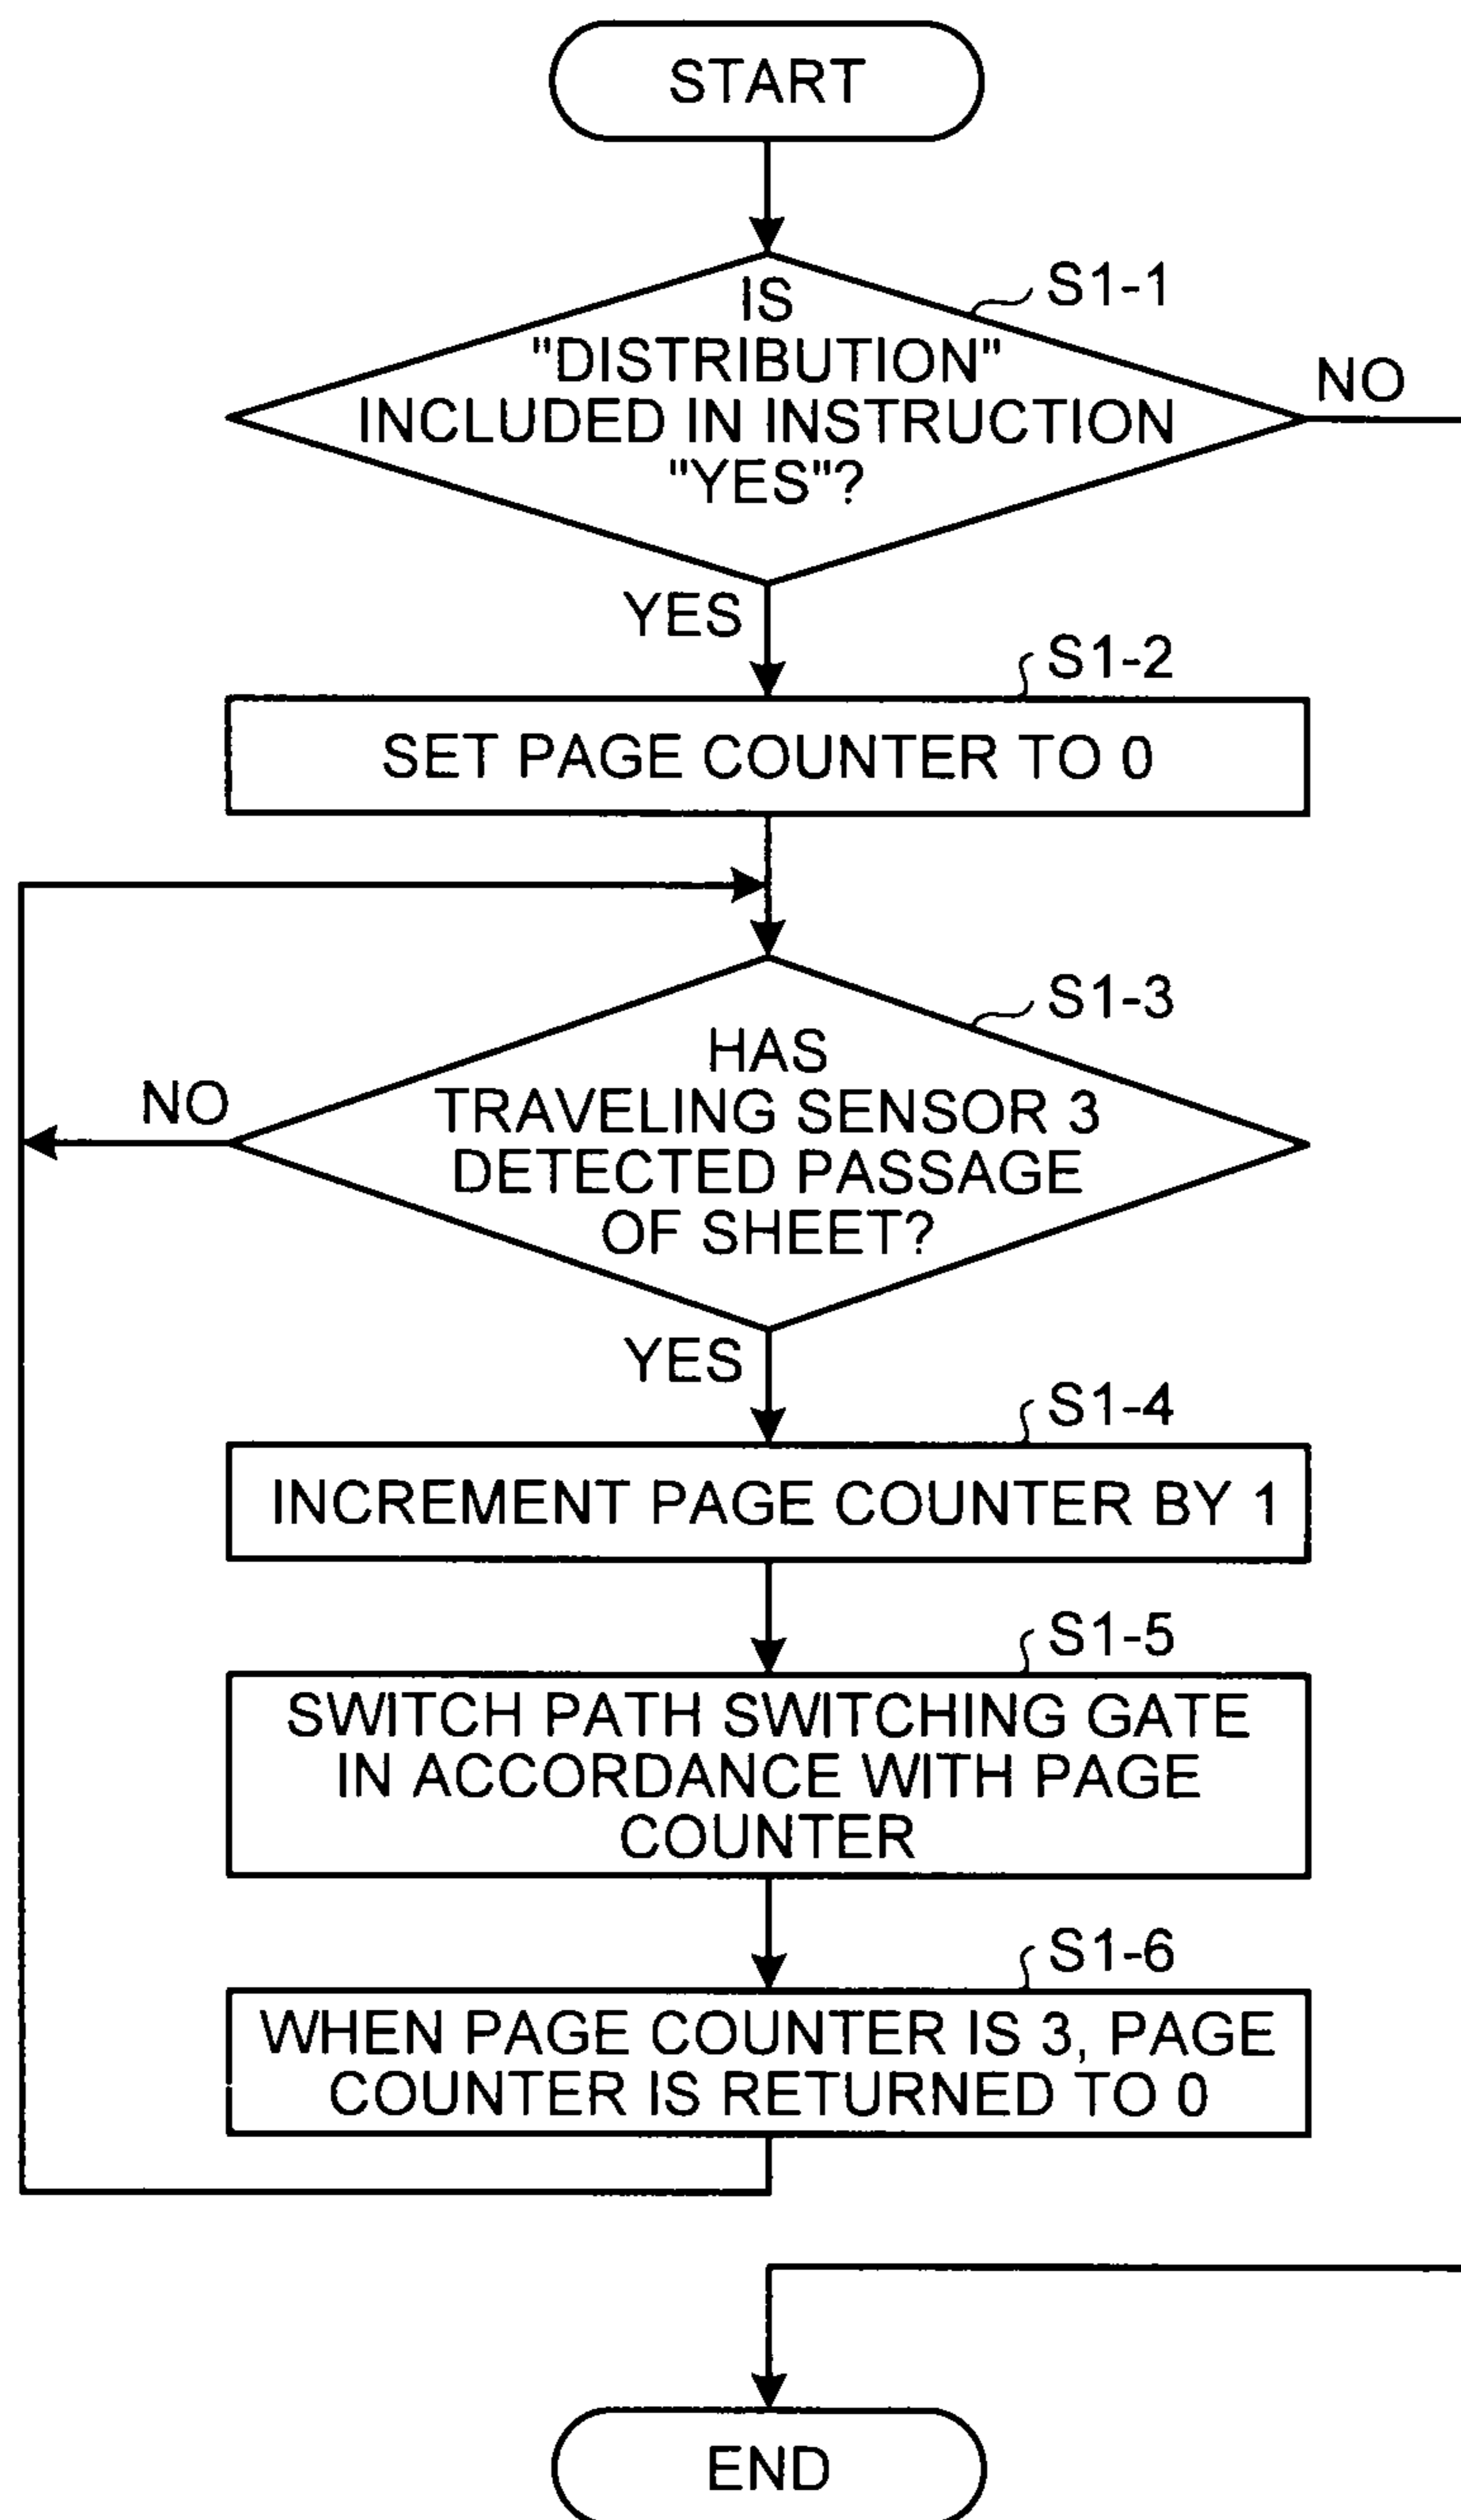 START
S1-1
IS
"DISTRIBUTION"
INCLUDED IN INSTRUCTION
"YES"?
NO
YES
S1-2
SET PAGE COUNTER TO 0
S1-3
HAS
TRAVELING SENSOR 3
DETECTED PASSAGE
OF SHEET?
NO
YES
S1-4
INCREMENT PAGE COUNTER BY 1
S1-5
SWITCH PATH SWITCHING GATE
IN ACCORDANCE WITH PAGE
COUNTER
S1-6
WHEN PAGE COUNTER IS 3, PAGE
COUNTER IS RETURNED TO 0
END